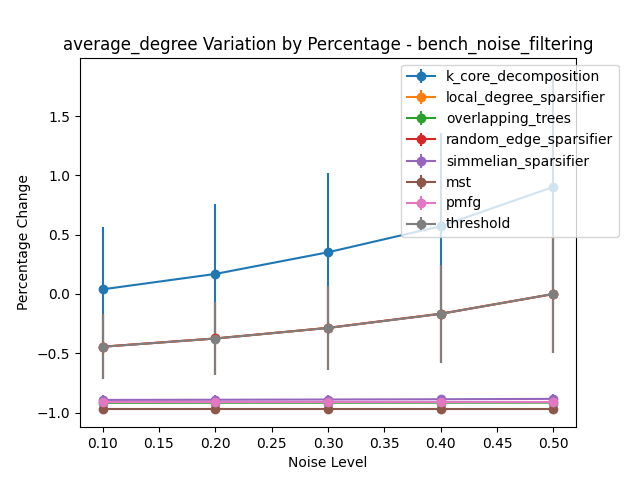 average_degree Variation by Percentage - bench_noise_filtering
k_core_decomposition
local_degree_sparsifier
overlapping_trees
random_edge_sparsifier
simmelian_sparsifier
mst
pmfg
threshold
Percentage Change
1.5
1.0
0.5
0.0
−0.5
−1.0
0.10 0.15 0.20 0.25 0.30 0.35 0.40 0.45 0.50
Noise Level